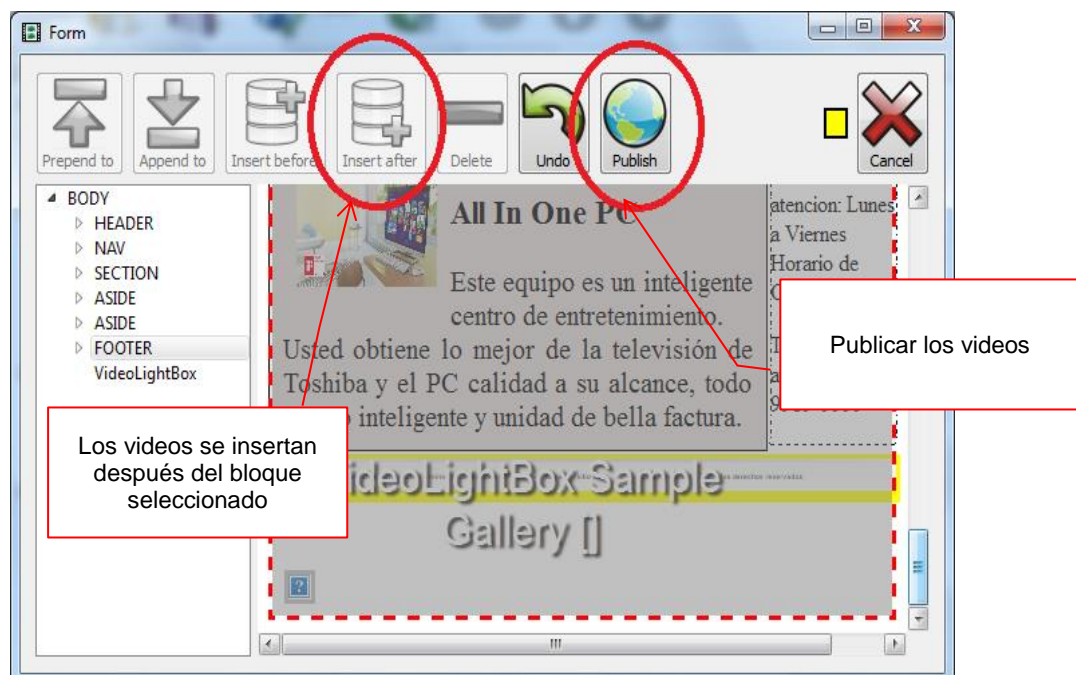 Form
Prepend to
Append to
Insert before
Insert after
Delete
Undo
Publish
Cancel
BODY
HEADER
NAV
SECTION
ASIDE
ASIDE
FOOTER
VideoLightBox
All In One PC
Este equipo es un inteligente
centro de entretenimiento.
Usted obtiene lo mejor de la televisión de
Toshiba y el PC calidad a su alcance, todo
inteligente y unidad de bella factura.
atencion: Lunes
a Viernes
Horario de
Publicar los videos
Los videos se insertan
después del bloque
seleccionado
ideoLightBox Sample
Gallery []
derechos reservados